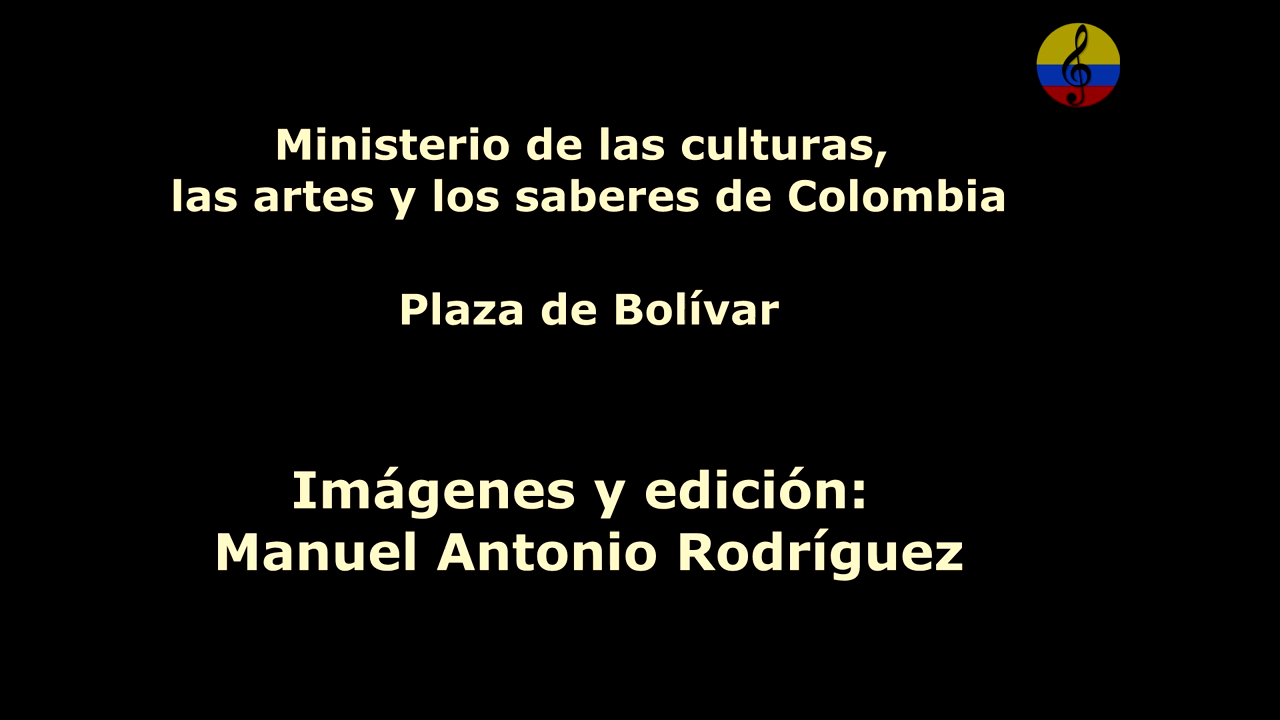 Ministerio de las culturas,
las artes y los saberes de Colombia
Plaza de Bolívar
Imágenes y edición:
Manuel Antonio Rodríguez